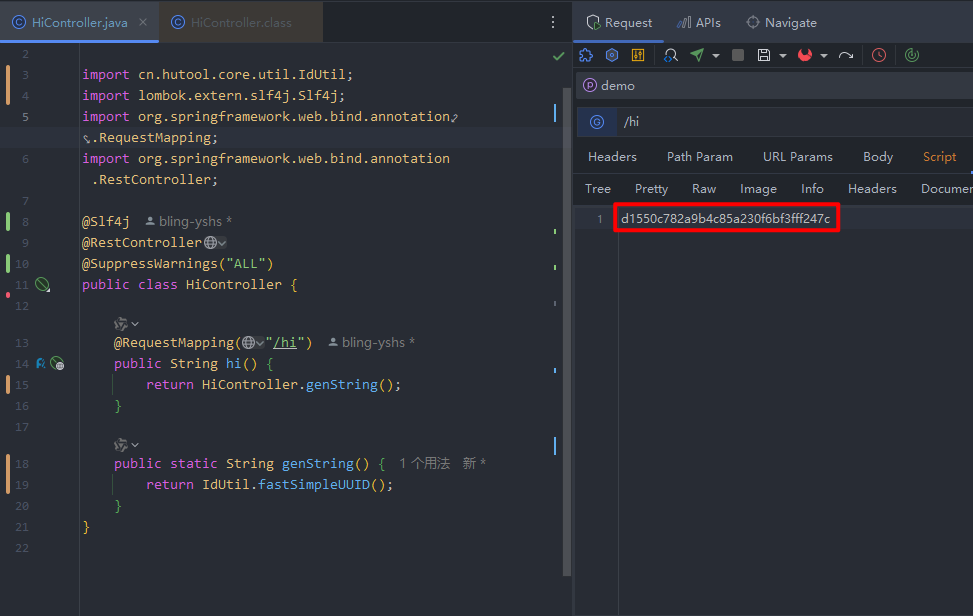 HiController.java
HiController.class
2
3 import cn.hutool.core.util.IdUtil;
4 import lombok.extern.slf4j.Slf4j;
5 import org.springframework.web.bind.annotation
.RequestMapping;
6 import org.springframework.web.bind.annotation
.RestController;
7
8 @Slf4j bling-yshs *
9 @RestController
10 @SuppressWarnings("ALL")
11 public class HiController {
12
13 @RequestMapping("/hi") bling-yshs *
14 public String hi() {
15 return HiController.genString();
16 }
17
18 public static String genString() { 1 个用法 新 *
19 return IdUtil.fastSimpleUUID();
20 }
21 }
22
Request APIs Navigate
demo
/hi
Headers Path Param URL Params Body Script
Tree Pretty Raw Image Info Headers Documen
1 d1550c782a9b4c85a230f6bf3fff247c